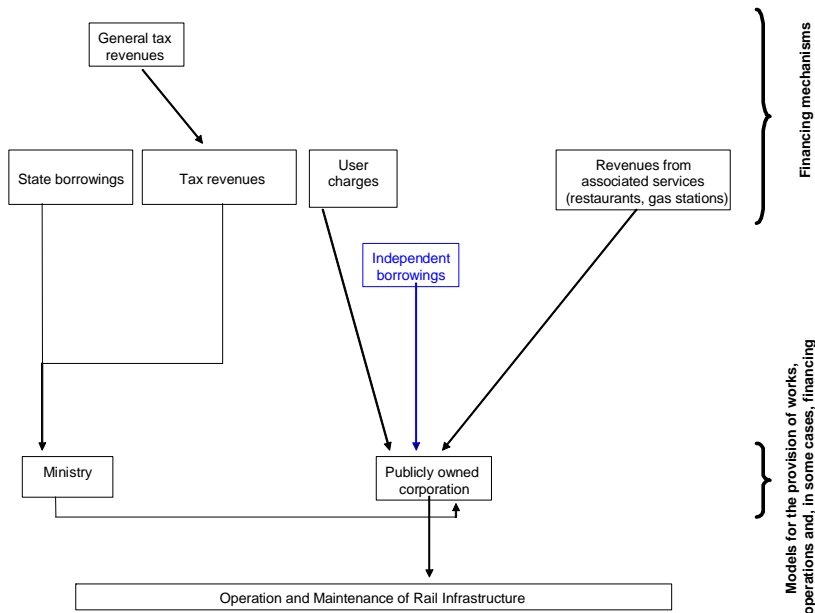 General tax
revenues
State borrowings
Tax revenues
User
charges
Revenues from
associated services
(restaurants, gas stations)
Independent
borrowings
Ministry
Publicly owned
corporation
Operation and Maintenance of Rail Infrastructure
Financing mechanisms
Models for the provision of works,
operations and, in some cases, financing